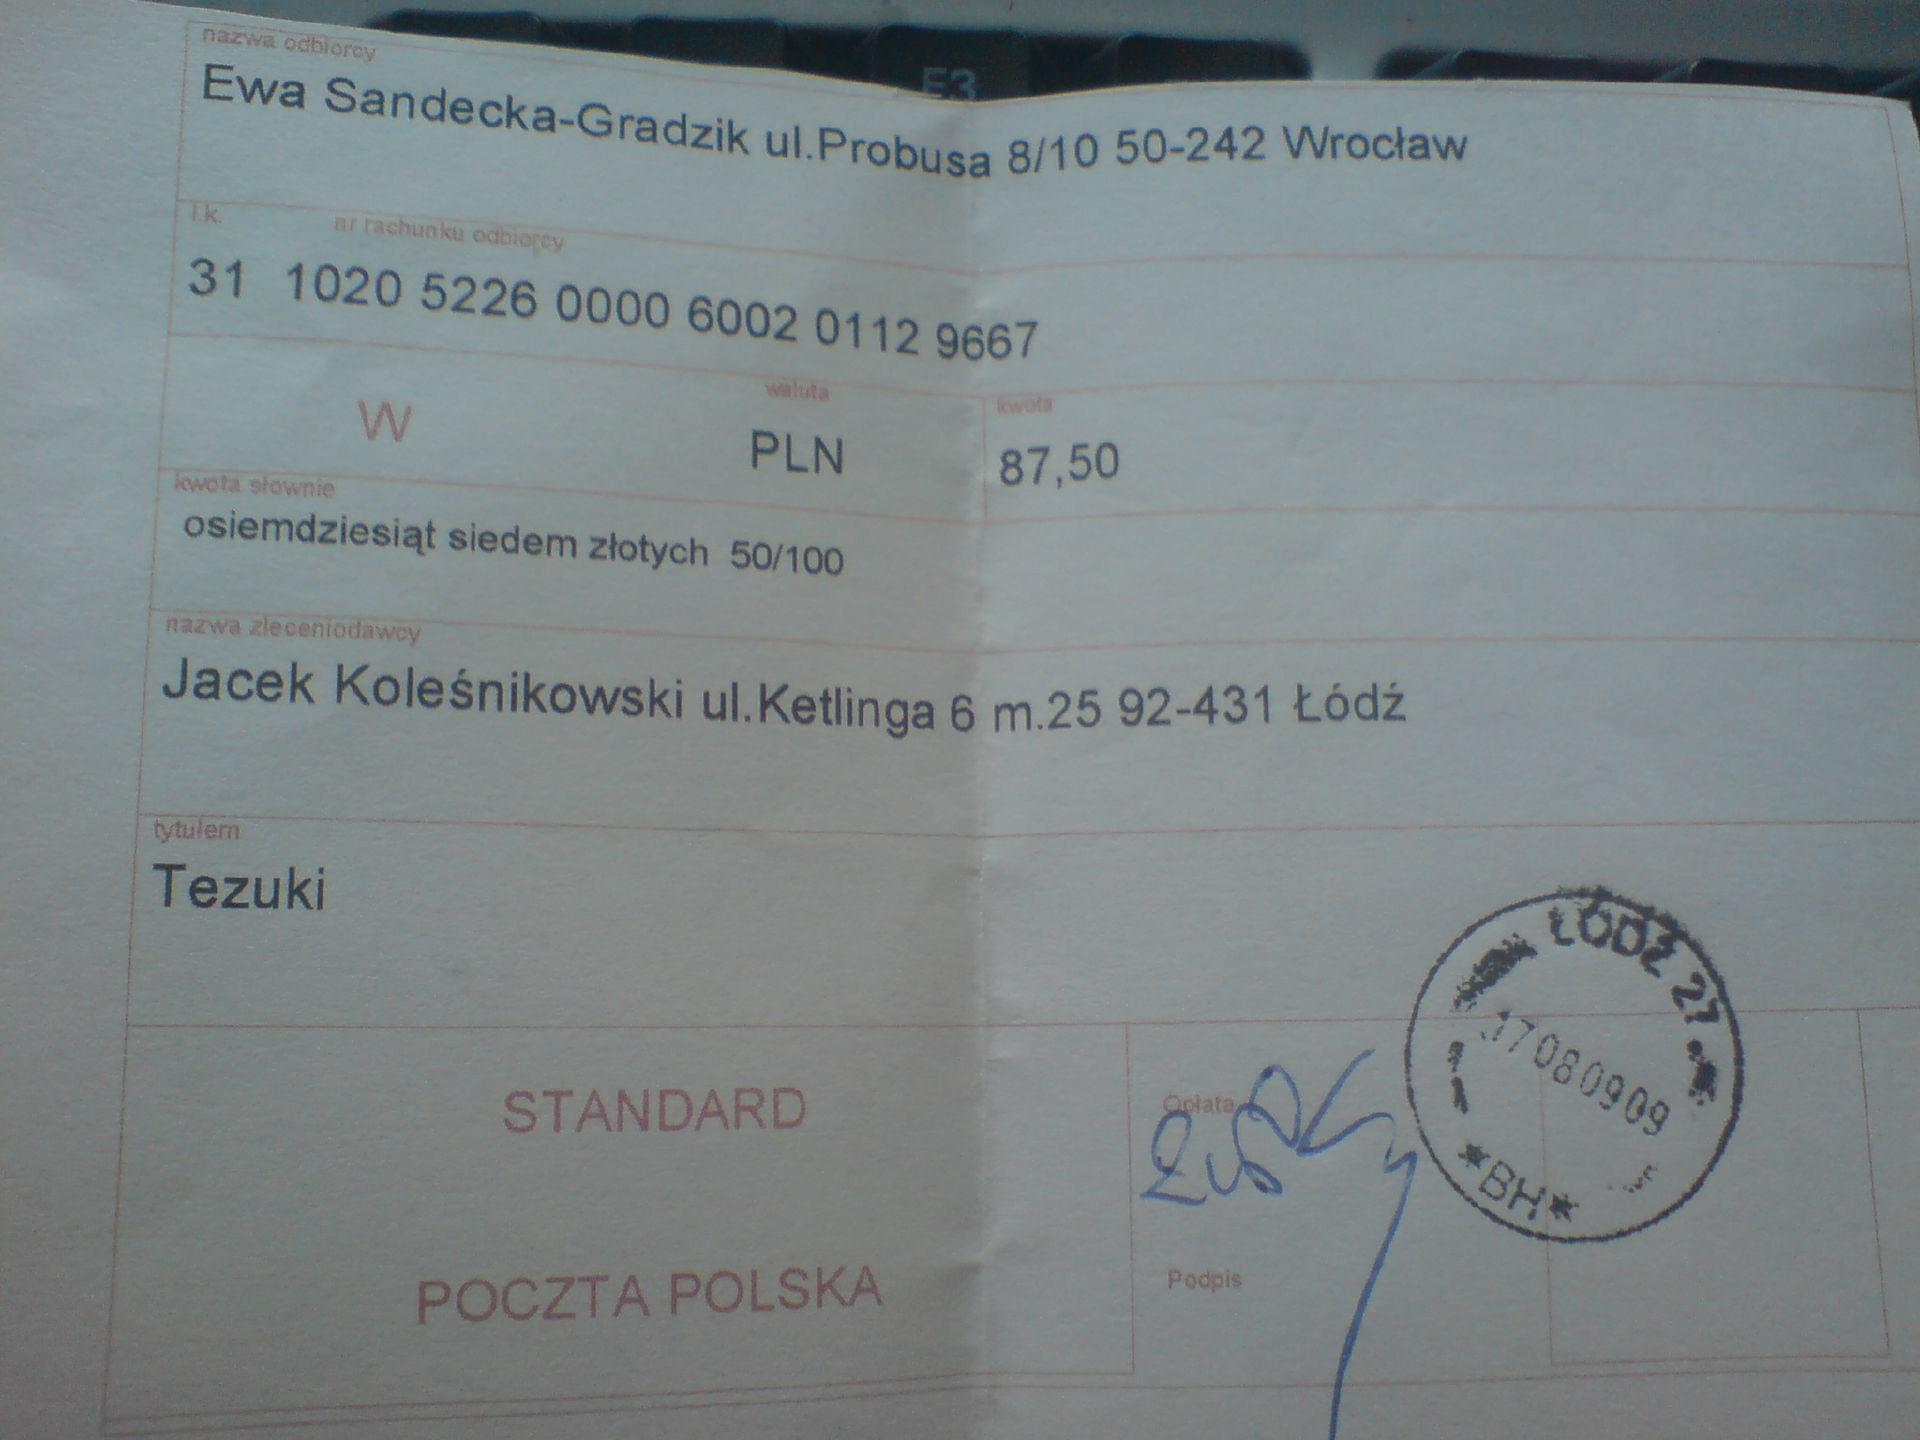 F3
nazwa odbiorcy
Ewa Sandecka-Gradzik ul.Probusa 8/10 50-242 Wrocław
l.k. nr rachunku odbiorcy
31 1020 5226 0000 6002 0112 9667
W waluta kwota
PLN 87,50
kwota słownie
osiemdziesiąt siedem złotych 50/100
nazwa zleceniodawcy
Jacek Koleśnikowski ul.Ketlinga 6 m.25 92-431 Łódź
tytułem
Tezuki
ŁÓDŹ 27
17080909
*BH*
STANDARD
Opłata
POCZTA POLSKA
Podpis